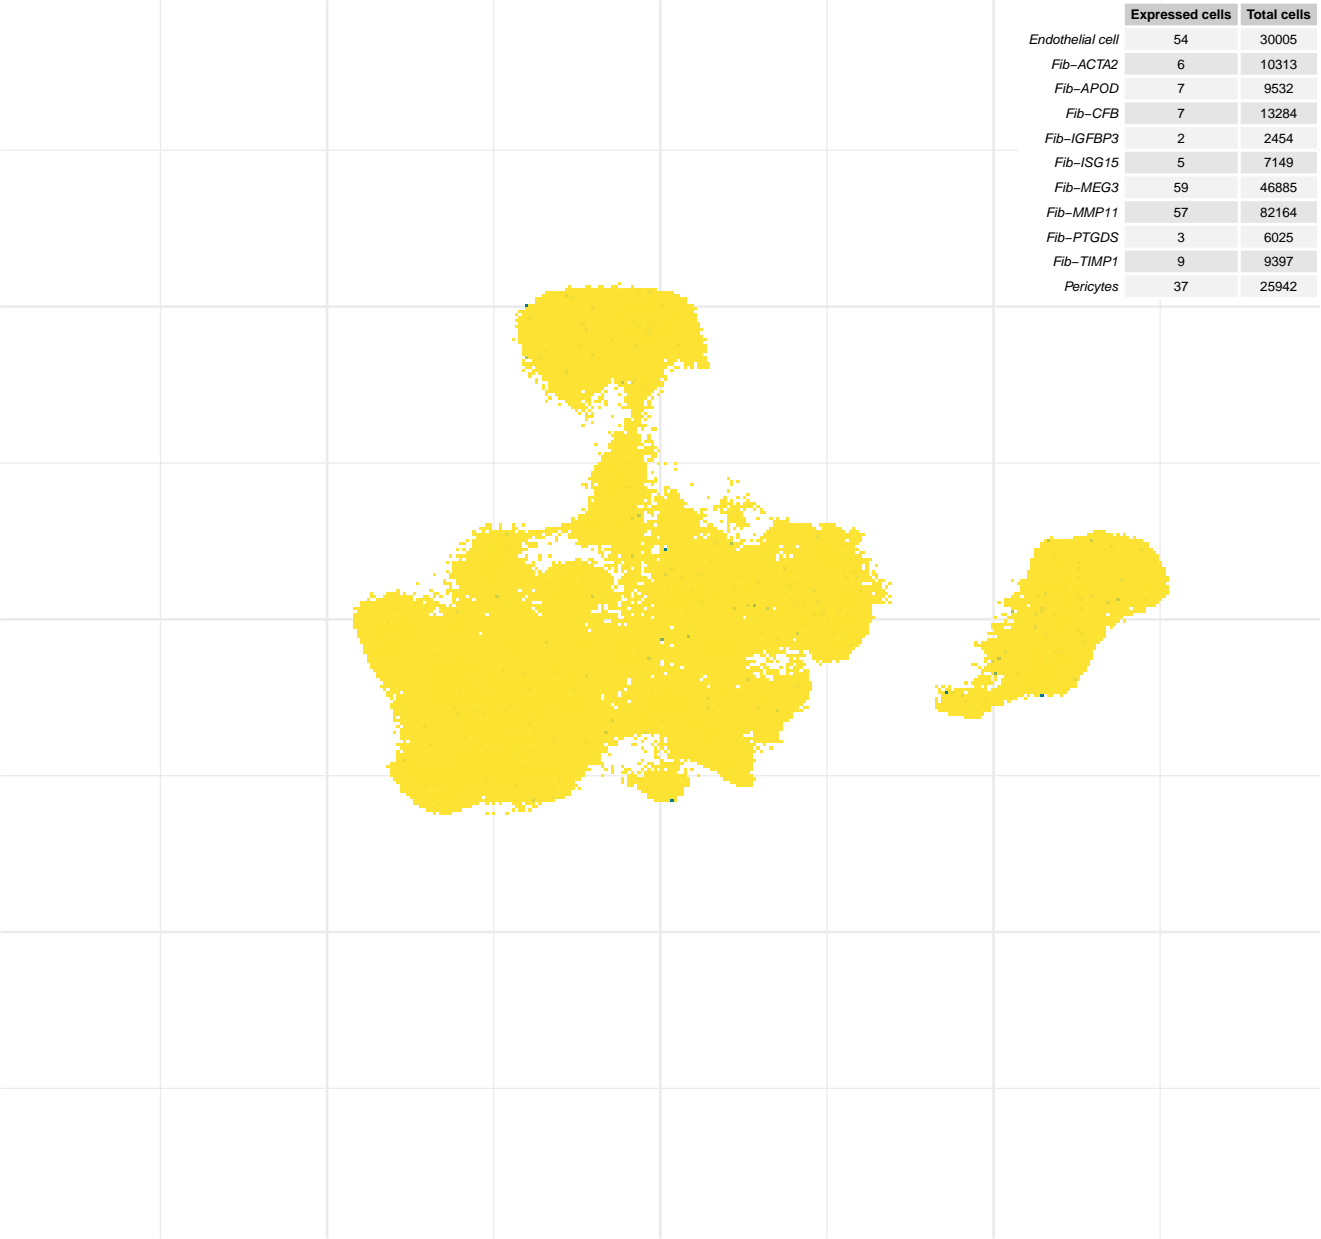 Expressed cells Total cells
Endothelial cell 54 30005
Fib−ACTA2 6 10313
Fib−APOD 7 9532
Fib−CFB 7 13284
Fib−IGFBP3 2 2454
Fib−ISG15 5 7149
Fib−MEG3 59 46885
Fib−MMP11 57 82164
Fib−PTGDS 3 6025
Fib−TIMP1 9 9397
Pericytes 37 25942